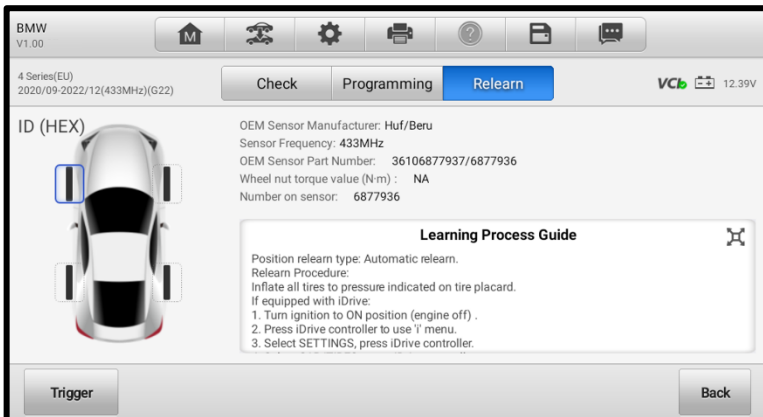 BMW
V1.00
M
4 Series(EU)
2020/09-2022/12(433MHz)(G22)
Check
Programming
Relearn
VCI
12.39V
ID (HEX)
OEM Sensor Manufacturer: Huf/Beru
Sensor Frequency: 433MHz
OEM Sensor Part Number: 36106877937/6877936
Wheel nut torque value (N·m) : NA
Number on sensor: 6877936
Learning Process Guide
Position relearn type: Automatic relearn.
Relearn Procedure:
Inflate all tires to pressure indicated on tire placard.
If equipped with iDrive:
1. Turn ignition to ON position (engine off) .
2. Press iDrive controller to use 'i' menu.
3. Select SETTINGS, press iDrive controller.
Trigger
Back